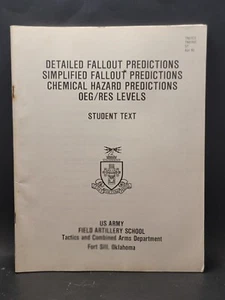 DETAILED FALLOUT PREDICTIONS
SIMPLIFIED FALLOUT PREDICTIONS
CHEMICAL HAZARD PREDICTIONS
OEG/RES LEVELS
STUDENT TEXT
US ARMY
FIELD ARTILLERY SCHOOL
Tactics and Combined Arms Department
Fort Sill, Oklahoma